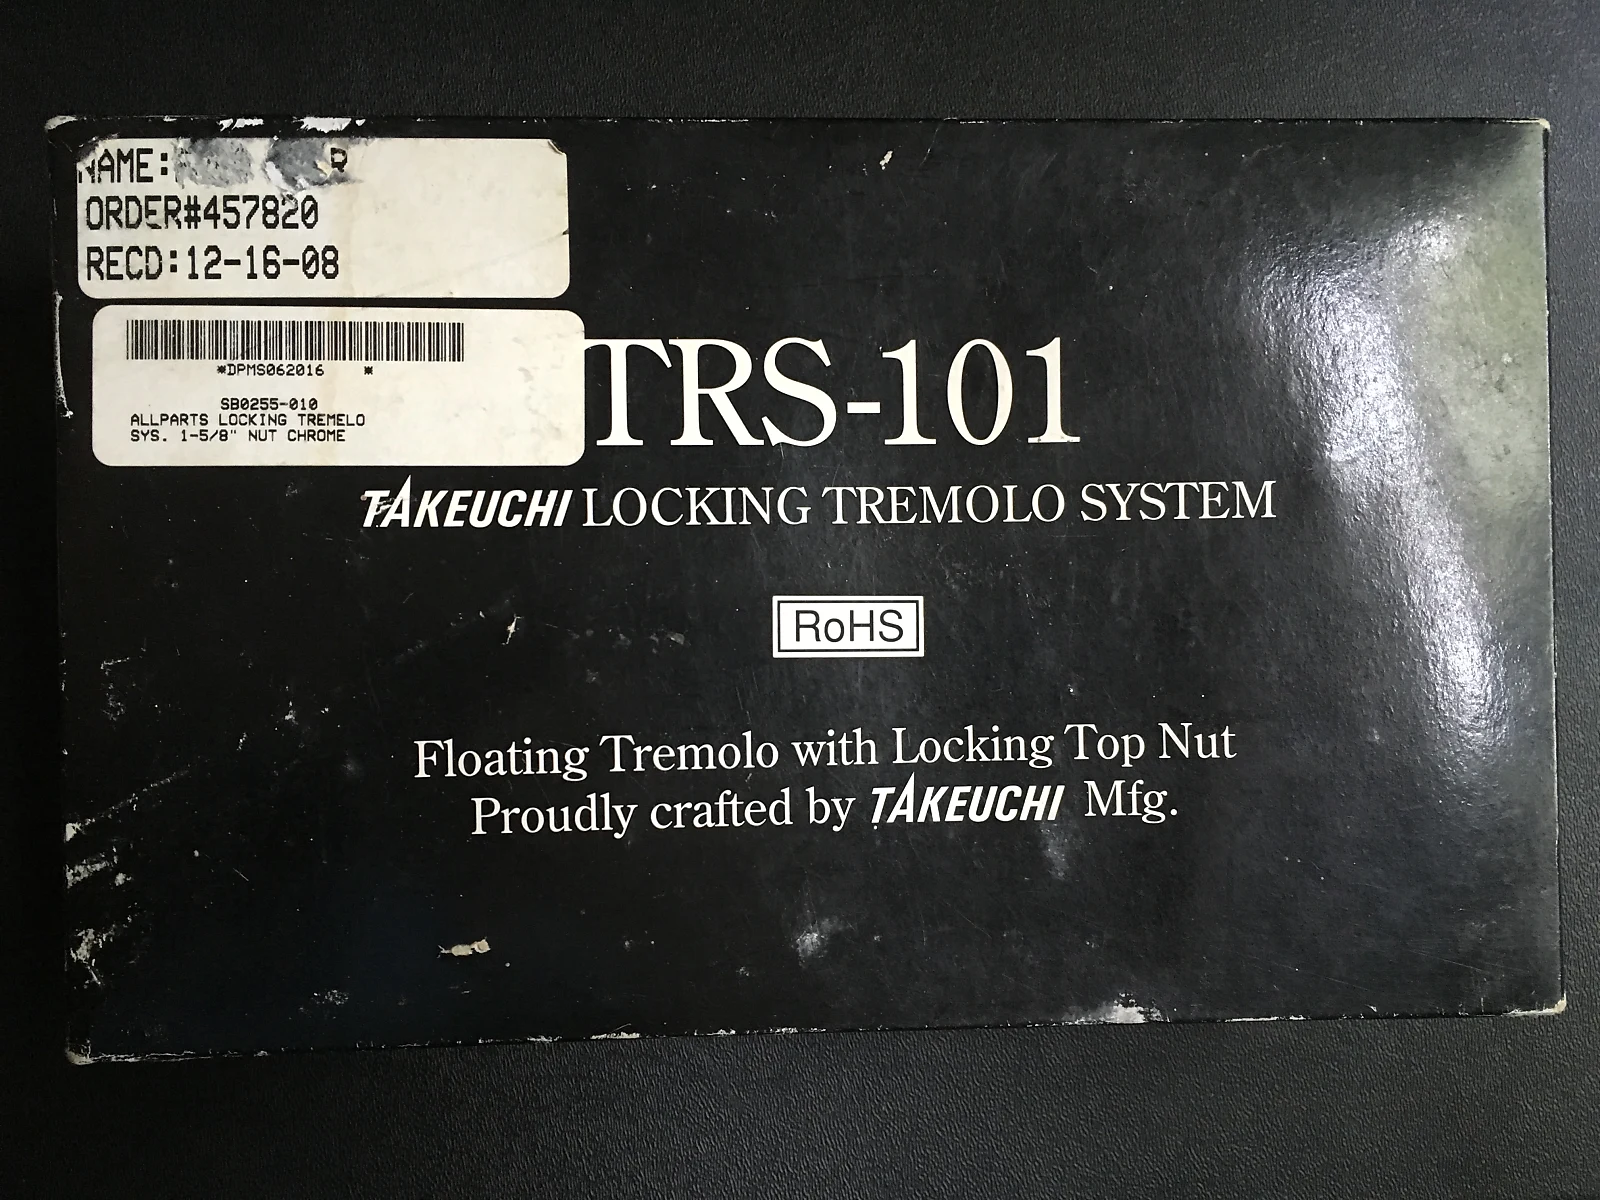 NAME:
ORDER#457820
RECD:12-16-08
*DPMS062016 *
SB0255-010
ALLPARTS LOCKING TREMELO
SYS. 1-5/8" NUT CHROME
TRS-101
TAKEUCHI LOCKING TREMOLO SYSTEM
RoHS
Floating Tremolo with Locking Top Nut
Proudly crafted by TAKEUCHI Mfg.